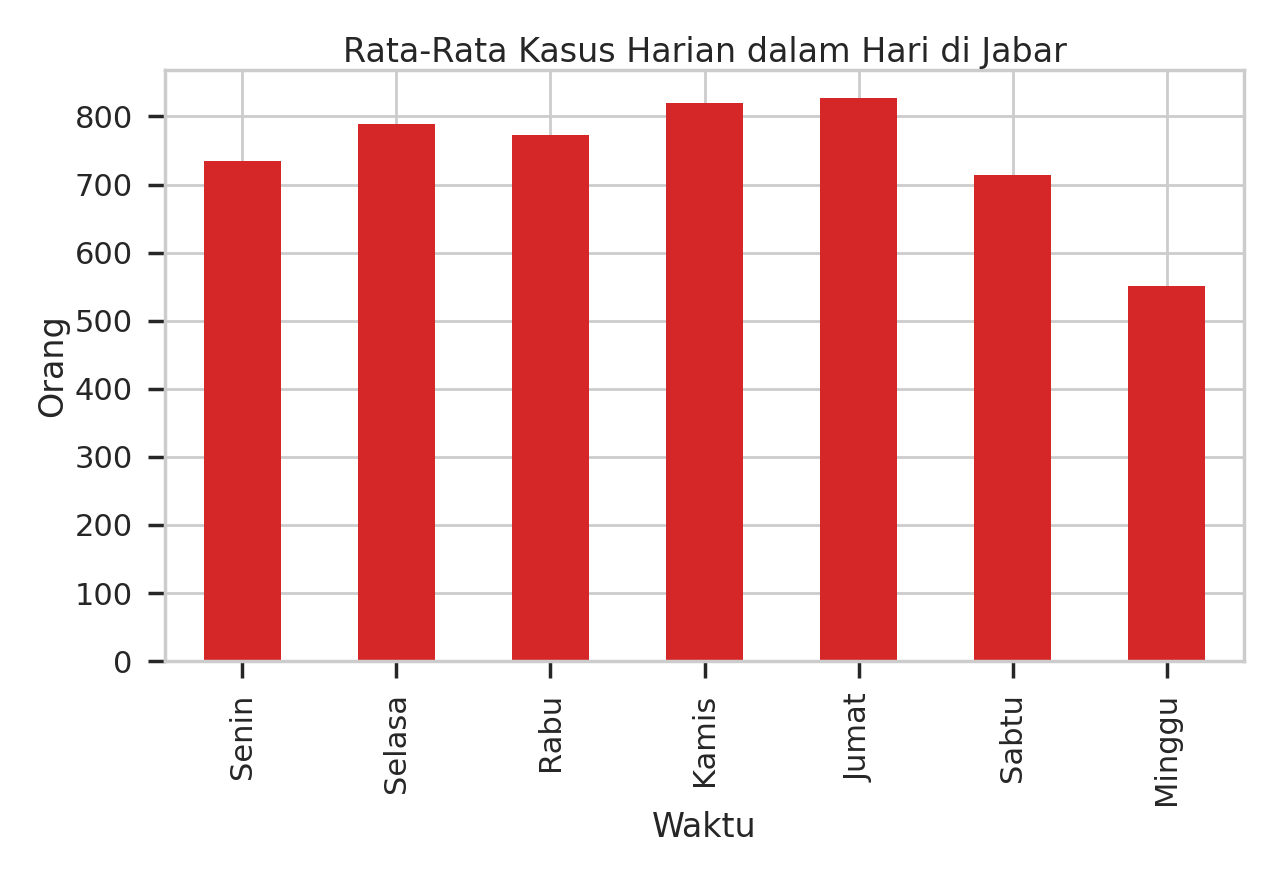 Rata-Rata Kasus Harian dalam Hari di Jabar
800
700
600
500
400
300
200
100
0
Orang
Senin
Selasa
Rabu
Kamis
Jumat
Sabtu
Minggu
Waktu